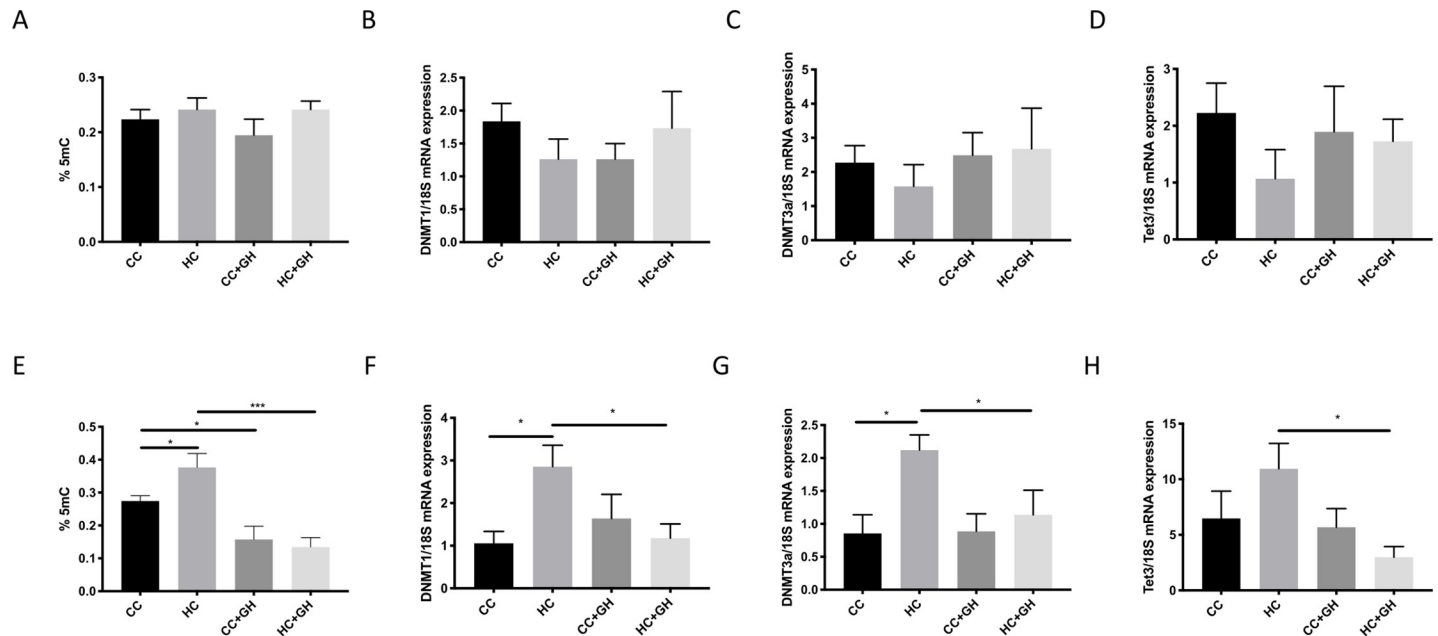 A
B
C
D
% 5mC
0.3
0.2
0.1
0.0
CC
HC
CC+GH
HC+GH
DNMT1/18S mRNA expression
2.5
2.0
1.5
1.0
0.5
0.0
CC
HC
CC+GH
HC+GH
DNMT3a/18S mRNA expression
5
4
3
2
1
0
CC
HC
CC+GH
HC+GH
Tet3/18S mRNA expression
3
2
1
0
CC
HC
CC+GH
HC+GH
E
F
G
H
% 5mC
0.5
0.4
0.3
0.2
0.1
0.0
***
*
*
CC
HC
CC+GH
HC+GH
DNMT1/18S mRNA expression
4
3
2
1
0
*
*
CC
HC
CC+GH
HC+GH
DNMT3a/18S mRNA expression
2.5
2.0
1.5
1.0
0.5
0.0
*
*
CC
HC
CC+GH
HC+GH
Tet3/18S mRNA expression
15
10
5
0
*
CC
HC
CC+GH
HC+GH